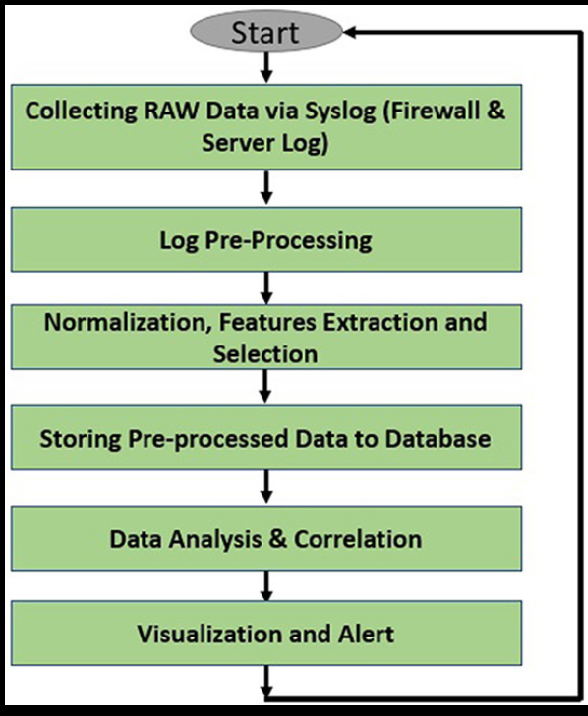 Start
Collecting RAW Data via Syslog (Firewall &
Server Log)
Log Pre-Processing
Normalization, Features Extraction and
Selection
Storing Pre-processed Data to Database
Data Analysis & Correlation
Visualization and Alert